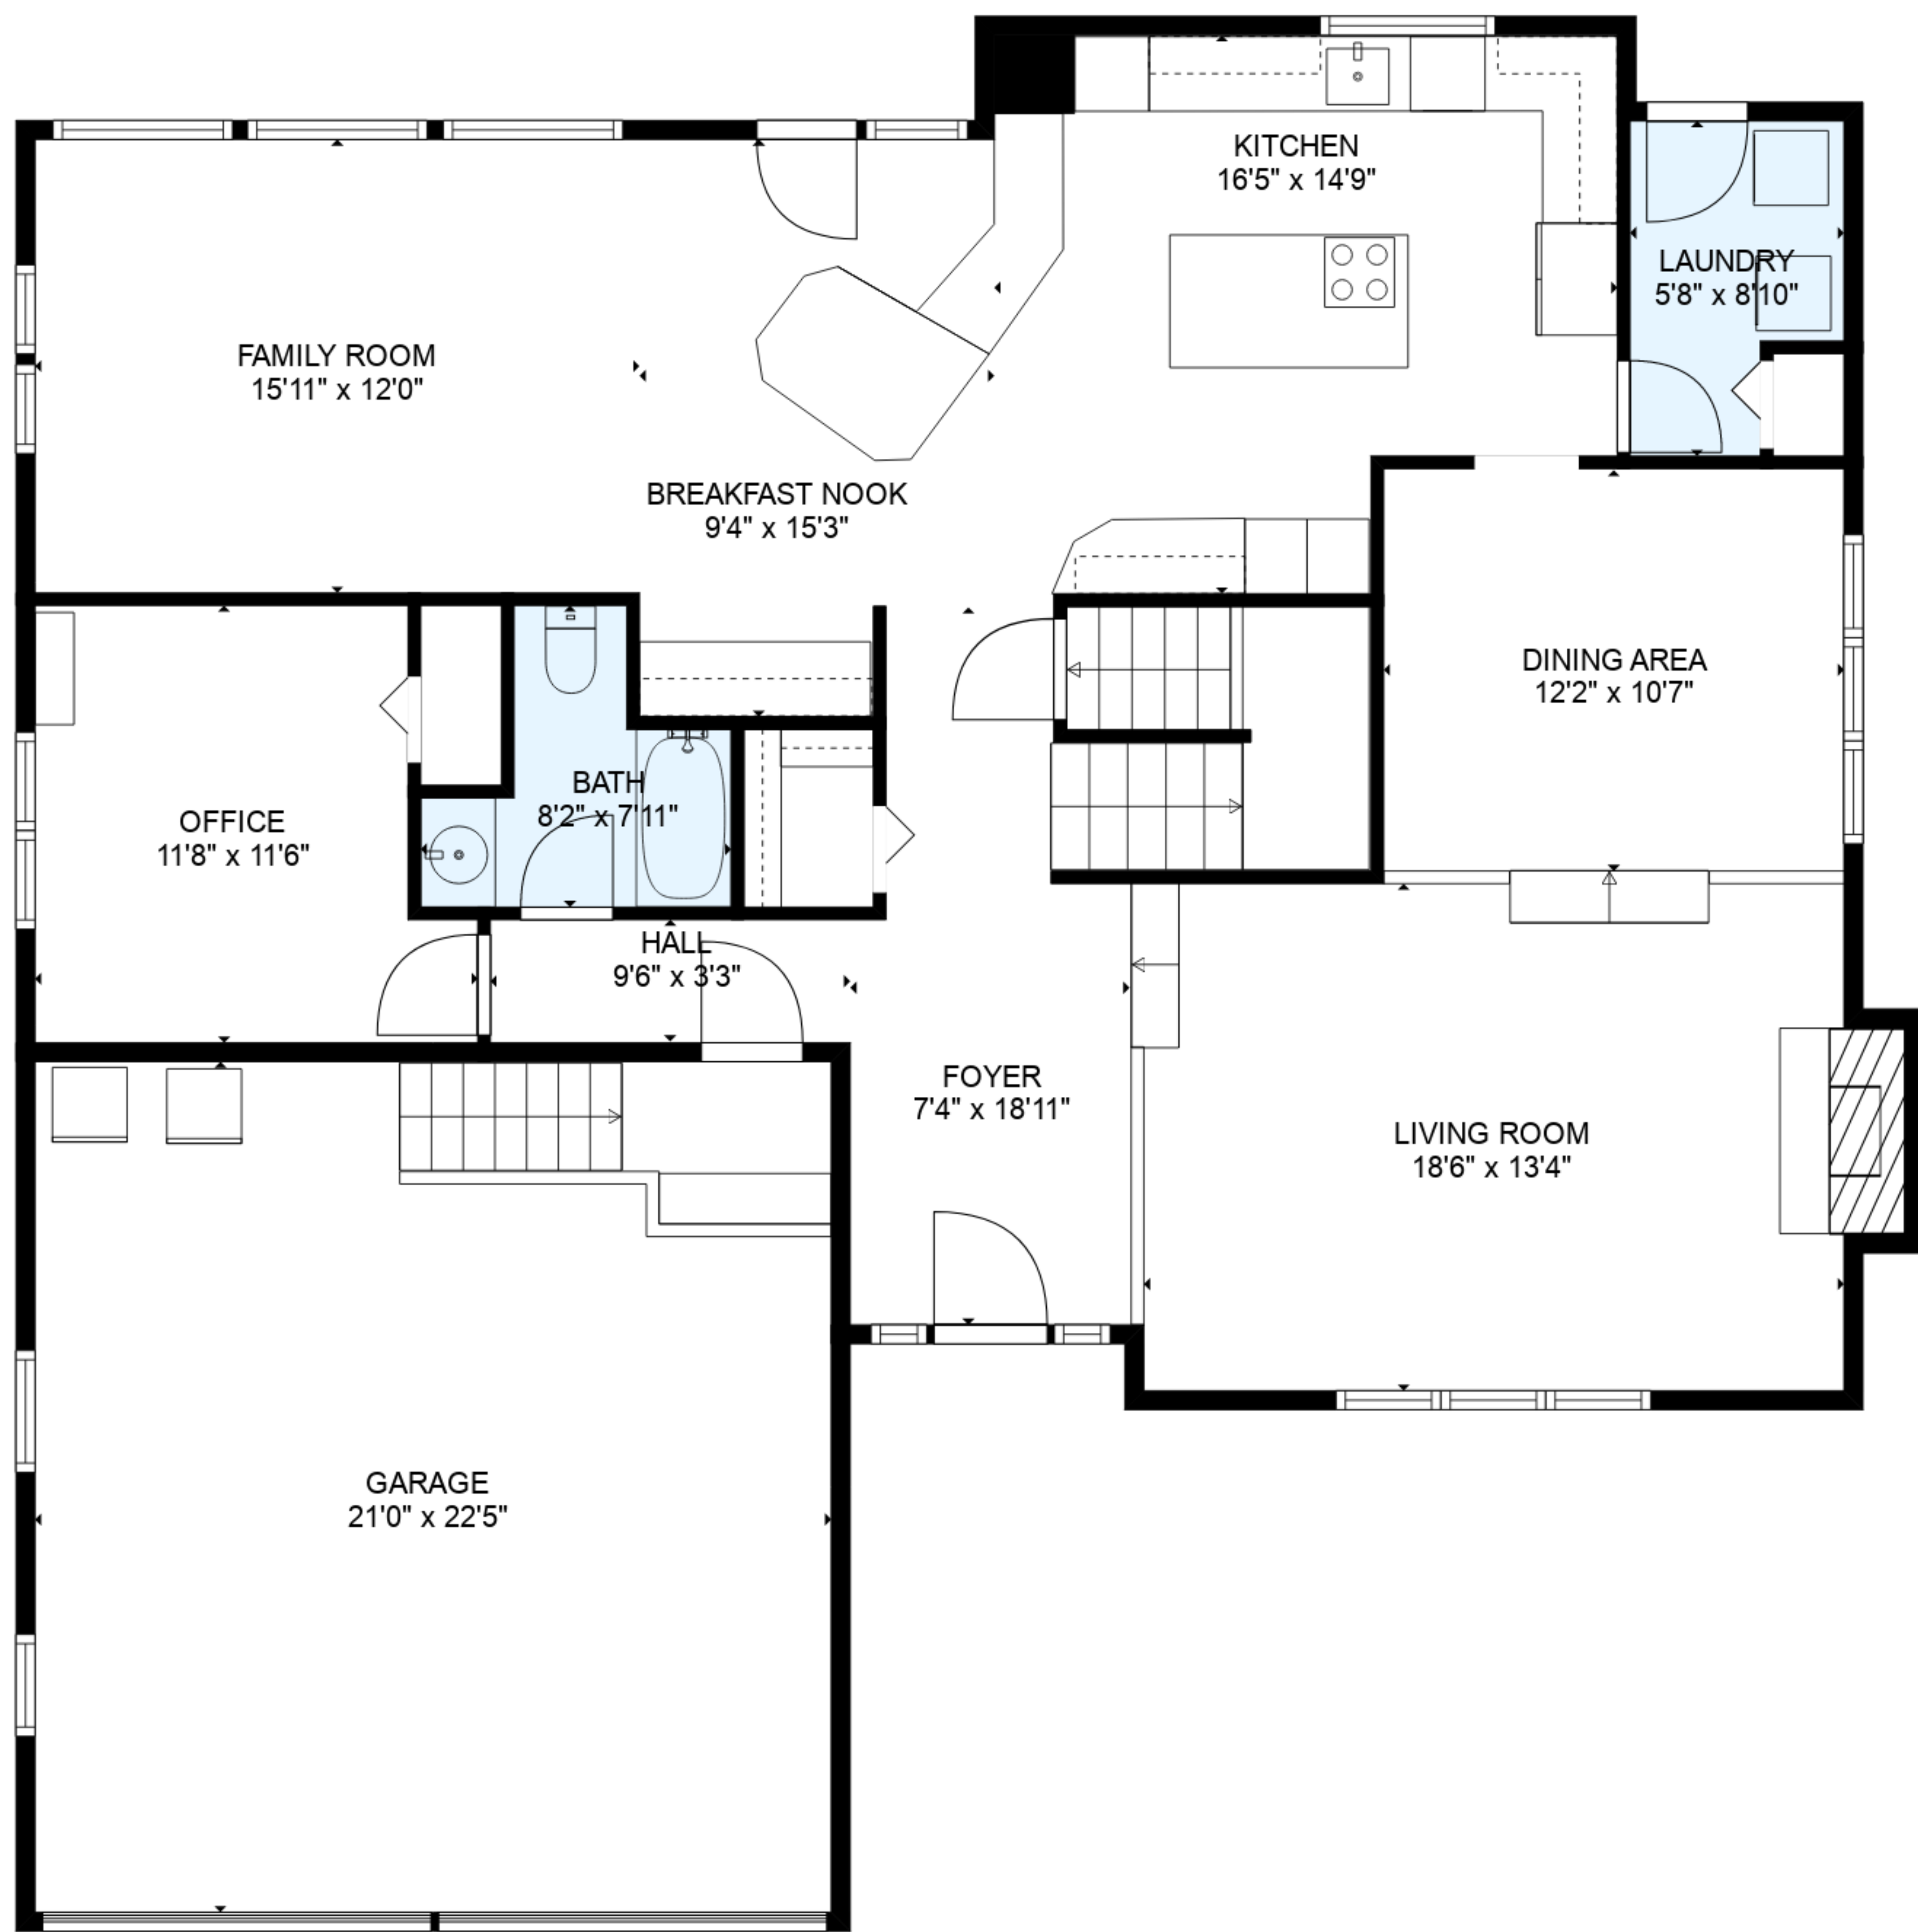 KITCHEN
16'5" x 14'9"
LAUNDRY
5'8" x 8'10"
FAMILY ROOM
15'11" x 12'0"
BREAKFAST NOOK
9'4" x 15'3"
DINING AREA
12'2" x 10'7"
BATH
8'2" x 7'11"
OFFICE
11'8" x 11'6"
HALL
9'6" x 3'3"
FOYER
7'4" x 18'11"
LIVING ROOM
18'6" x 13'4"
GARAGE
21'0" x 22'5"